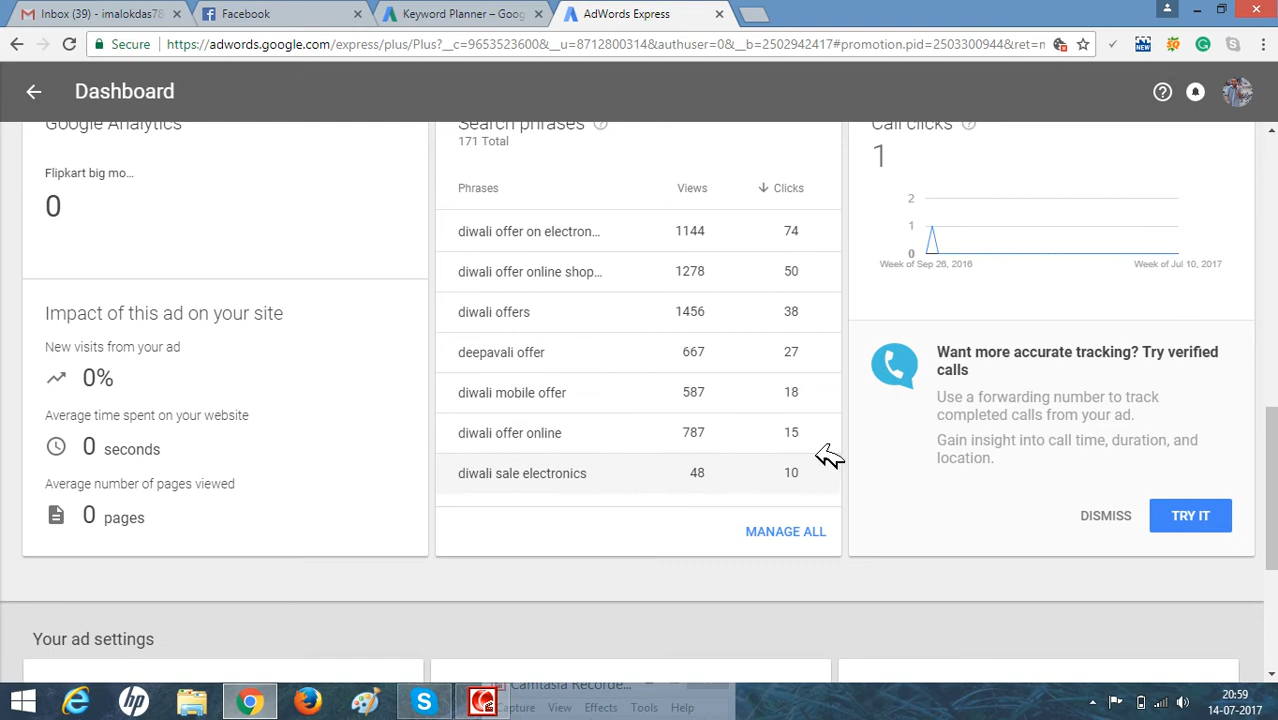 Inbox (39) - imalokdas78
Facebook
Keyword Planner – Goog
AdWords Express
Secure
https://adwords.google.com/express/plus/Plus?__c=9653523600&__u=8712800314&authuser=0&__b=2502942417#promotion.pid=2503300944&ret=n
Dashboard
Google Analytics
Flipkart big mo...
0
Impact of this ad on your site
New visits from your ad
0%
Average time spent on your website
0 seconds
Average number of pages viewed
0 pages
Search phrases
171 Total
Phrases Views Clicks
diwali offer on electron... 1144 74
diwali offer online shop... 1278 50
diwali offers 1456 38
deepavali offer 667 27
diwali mobile offer 587 18
diwali offer online 787 15
diwali sale electronics 48 10
MANAGE ALL
Call clicks
1
2
1
0
Week of Sep 26, 2016 Week of Jul 10, 2017
Want more accurate tracking? Try verified
calls
Use a forwarding number to track
completed calls from your ad.
Gain insight into call time, duration, and
location.
DISMISS TRY IT
Your ad settings
Camtasia Recorde...
Capture View Effects Tools Help
20:59
14-07-2017